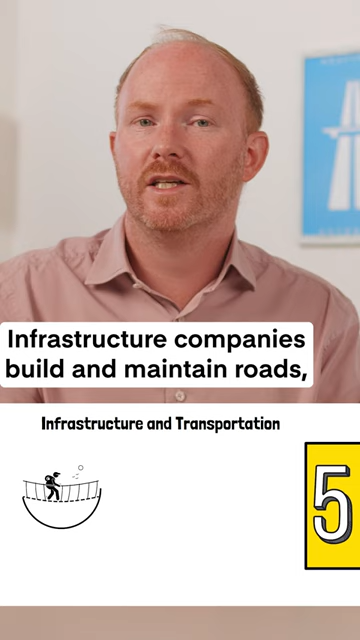 Infrastructure companies
build and maintain roads,
Infrastructure and Transportation
5